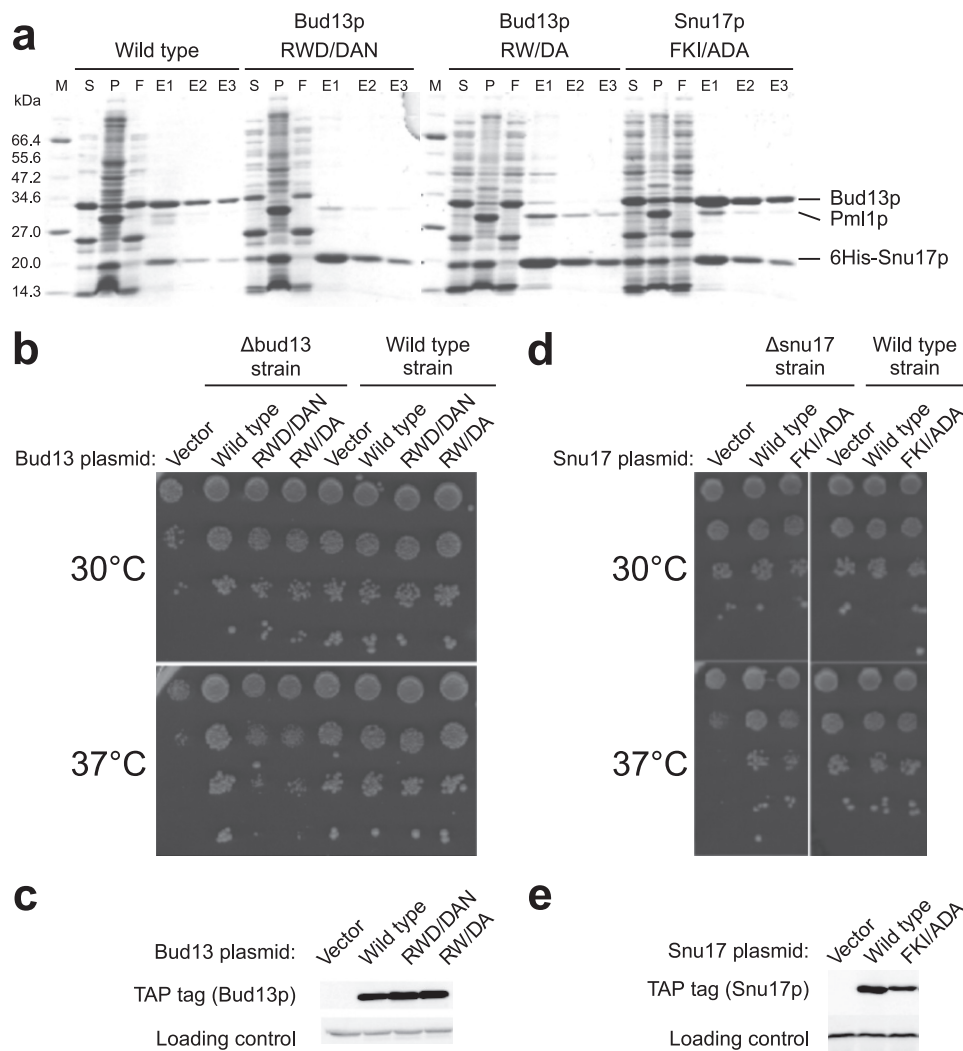 a
Wild type
Bud13p
RWD/DAN
Bud13p
RW/DA
Snu17p
FKI/ADA
M S P F E1 E2 E3 S P F E1 E2 E3 M S P F E1 E2 E3 S P F E1 E2 E3
kDa
66.4
55.6
47.2
34.6
27.0
20.0
14.3
Bud13p
Pml1p
6His-Snu17p
b
Δbud13
strain
Wild type
strain
Bud13 plasmid:
Vector
Wild type
RWD/DAN
RW/DA
Vector
Wild type
RWD/DAN
RW/DA
30°C
37°C
c
Bud13 plasmid:
Vector
Wild type
RWD/DAN
RW/DA
TAP tag (Bud13p)
Loading control
d
Δsnu17
strain
Wild type
strain
Snu17 plasmid:
Vector
Wild type
FKI/ADA
Vector
Wild type
FKI/ADA
30°C
37°C
e
Snu17 plasmid:
Vector
Wild type
FKI/ADA
TAP tag (Snu17p)
Loading control